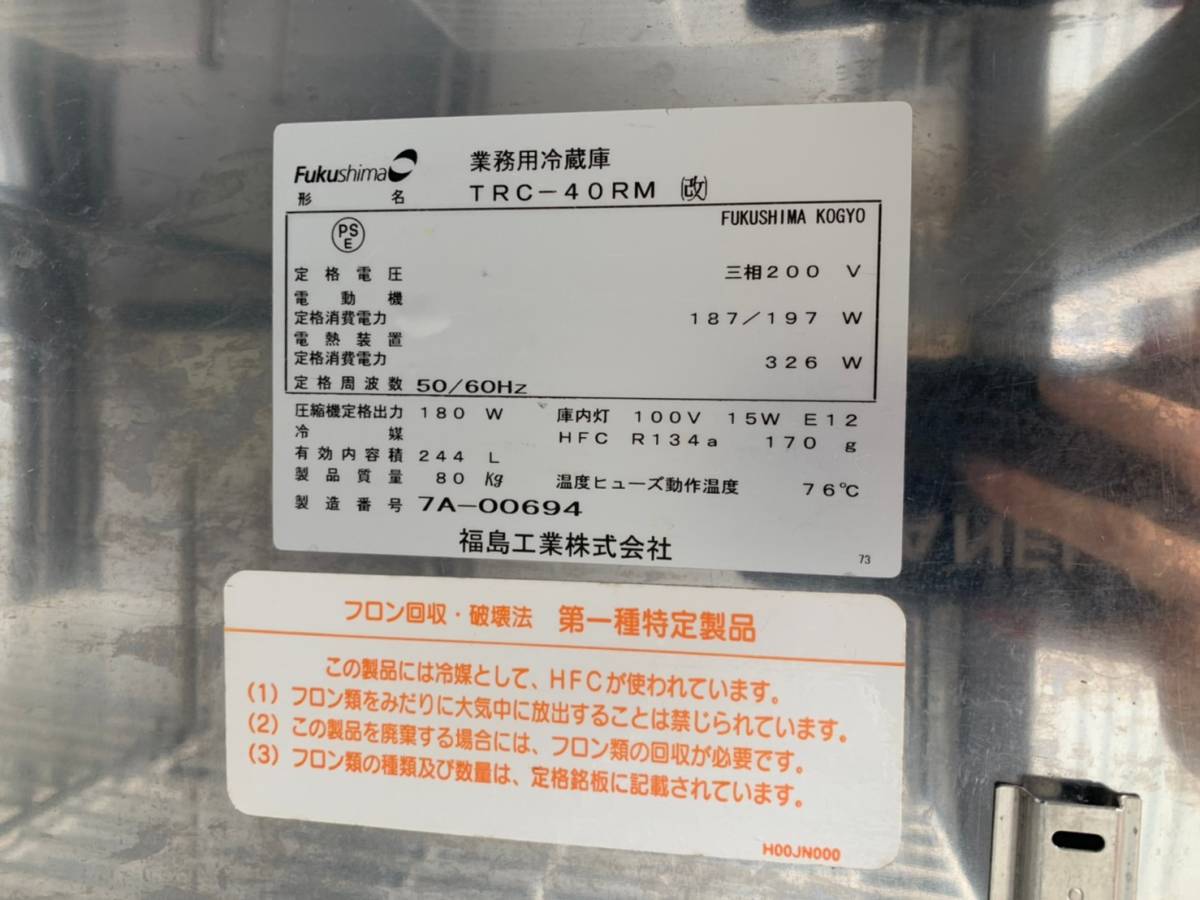 Fukushima
業務用冷蔵庫
形名 TRC-40RM ㈶
FUKUSHIMA KOGYO
PS
E
定格電圧 三相200 V
電動機
定格消費電力 187/197 W
電熱装置
定格消費電力 326 W
定格周波数 50/60Hz
圧縮機定格出力 180 W 庫内灯 100V 15W E12
冷媒 HFC R134a 170 g
有効内容積 244 L
製品質量 80 Kg 温度ヒューズ動作温度 76℃
製造番号 7A-00694
福島工業株式会社
73
フロン回収・破壊法 第一種特定製品
この製品には冷媒として、HFCが使われています。
(1) フロン類をみだりに大気中に放出することは禁じられています。
(2) この製品を廃棄する場合には、フロン類の回収が必要です。
(3) フロン類の種類及び数量は、定格銘板に記載されています。
H00JN000